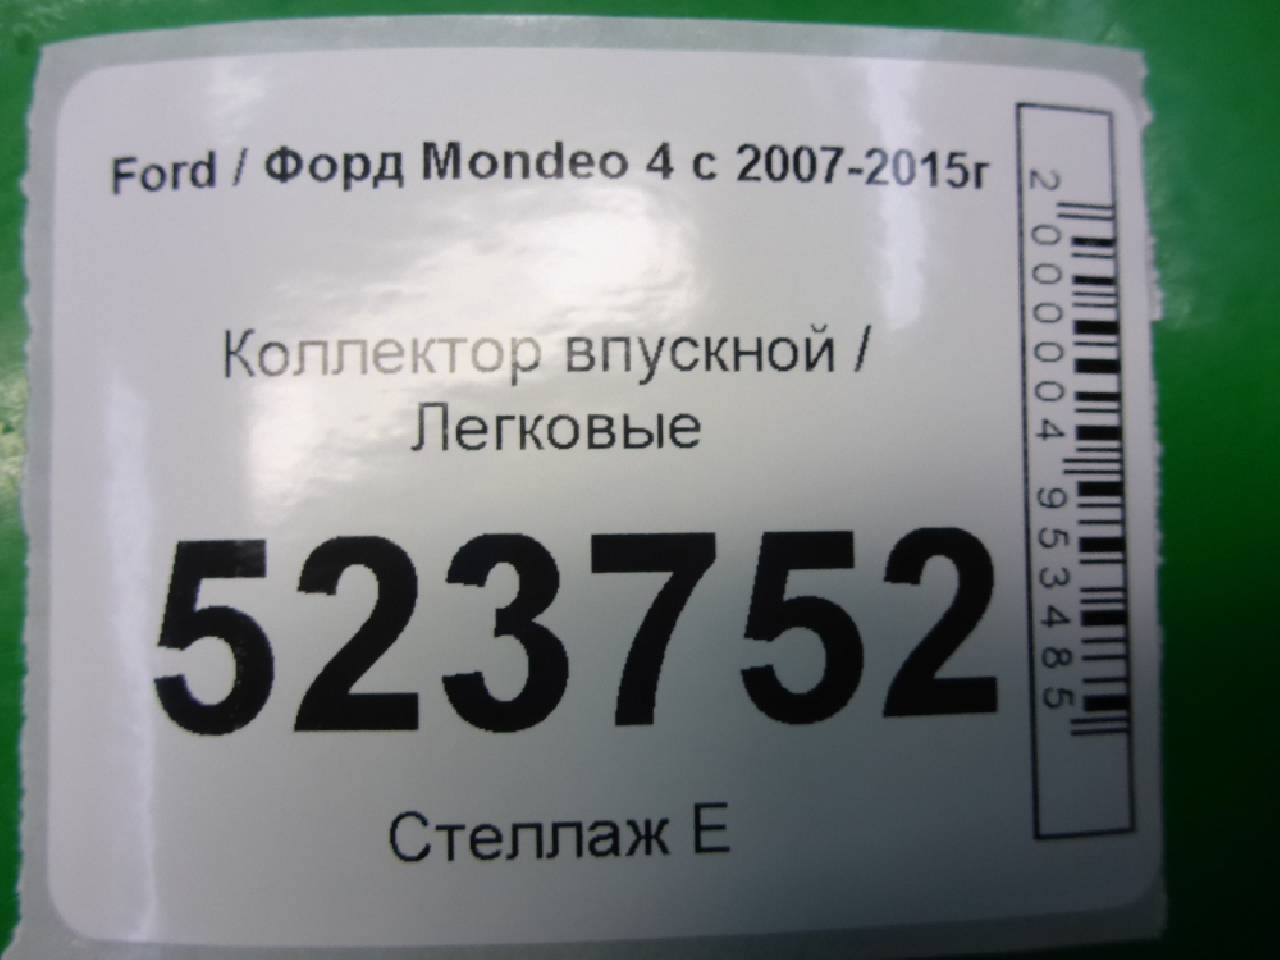 Ford / Форд Mondeo 4 с 2007-2015г
Коллектор впускной /
Легковые
523752
Стеллаж Е
2000004953485